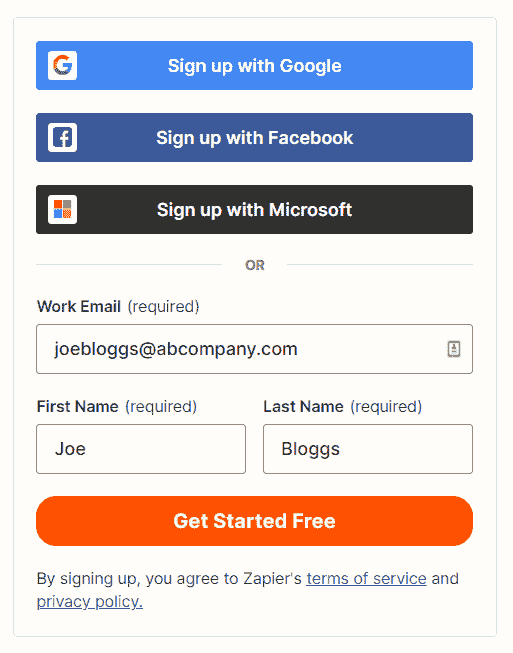 Sign up with Google
Sign up with Facebook
Sign up with Microsoft
OR
Work Email (required)
joebloggs@abcompany.com
First Name (required) Last Name (required)
Joe Bloggs
Get Started Free
By signing up, you agree to Zapier's terms of service and
privacy policy.